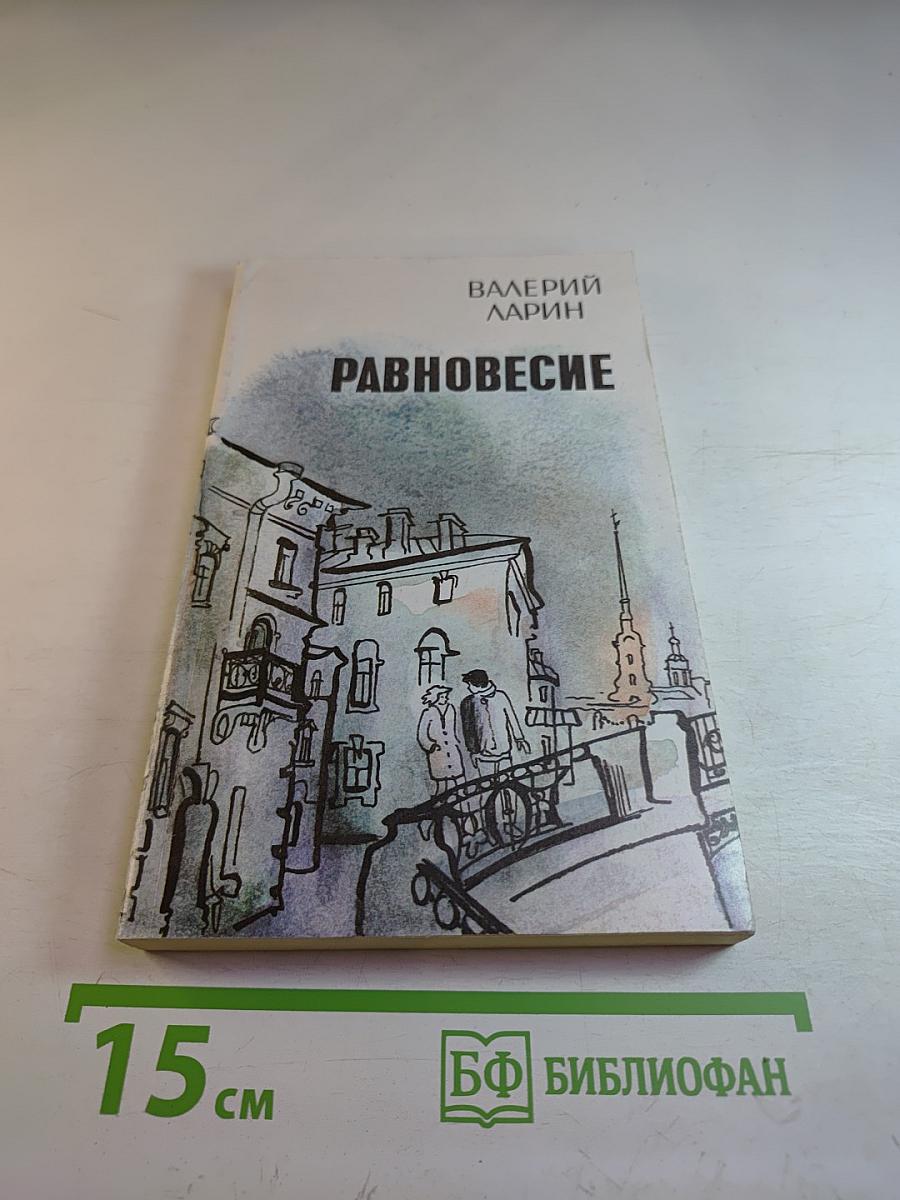 ВАЛЕРИЙ
ЛАРИН
РАВНОВЕСИЕ
15 см
БФ БИБЛИОФАН